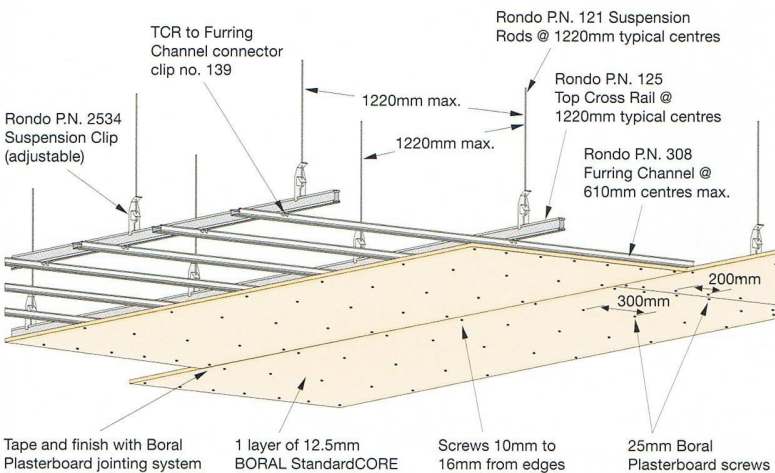 Rondo P.N. 121 Suspension
Rods @ 1220mm typical centres
TCR to Furring
Channel connector
clip no. 139
Rondo P.N. 125
Top Cross Rail @
1220mm typical centres
1220mm max.
Rondo P.N. 2534
Suspension Clip
(adjustable)
1220mm max.
Rondo P.N. 308
Furring Channel @
610mm centres max.
200mm
300mm
Tape and finish with Boral
Plasterboard jointing system
1 layer of 12.5mm
BORAL StandardCORE
Screws 10mm to
16mm from edges
25mm Boral
Plasterboard screws